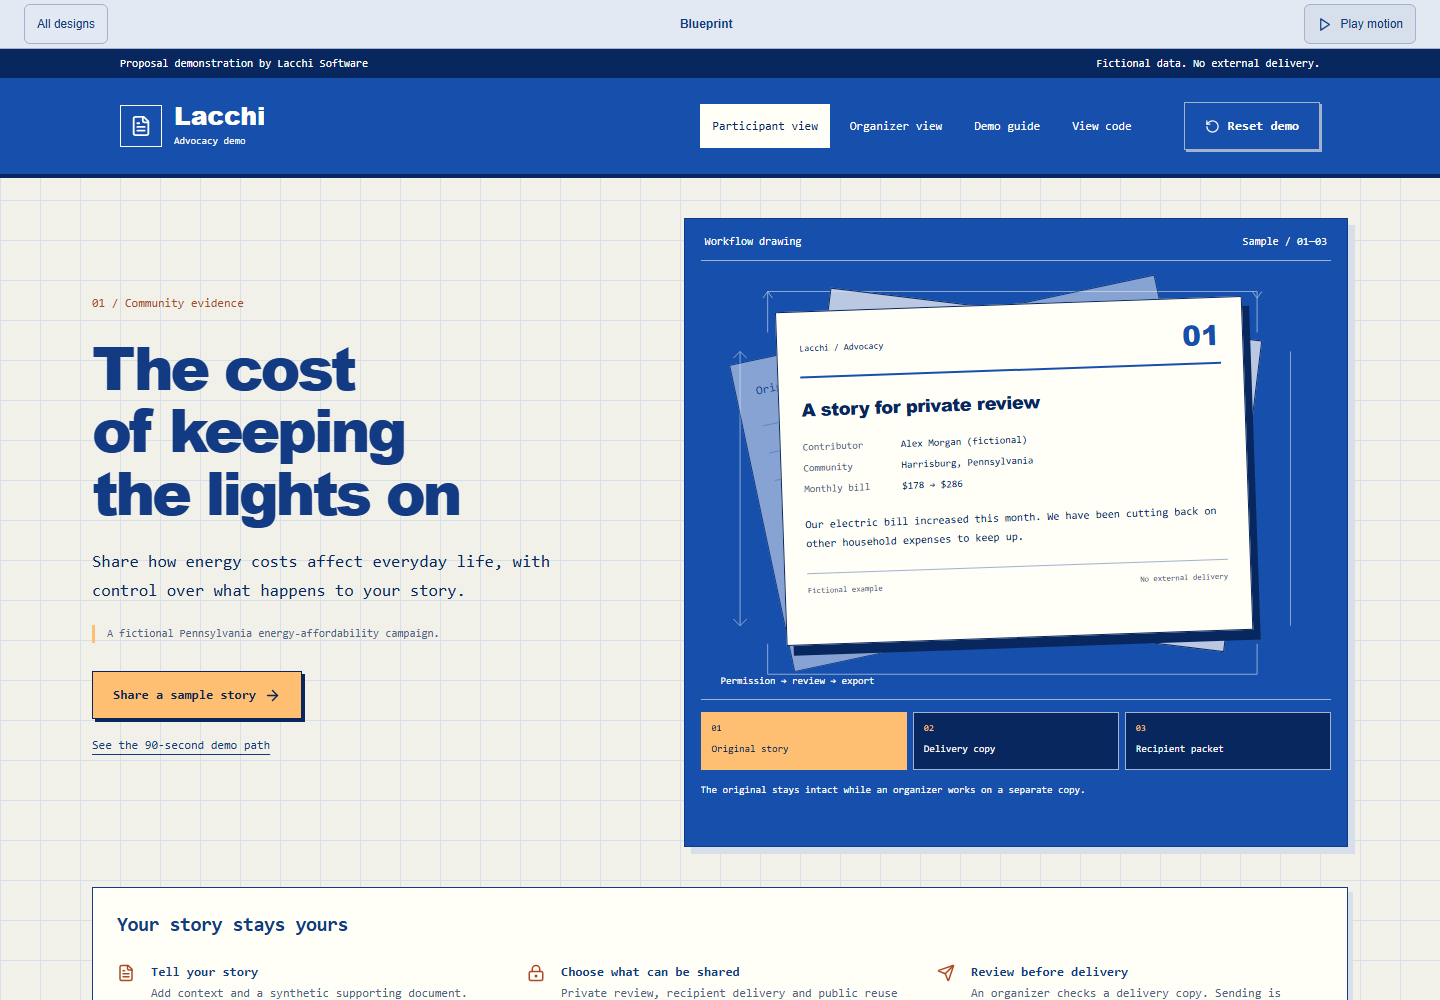 All designs
Blueprint
Play motion
Proposal demonstration by Lacchi Software
Fictional data. No external delivery.
Lacchi
Advocacy demo
Participant view
Organizer view
Demo guide
View code
Reset demo
01 / Community evidence
The cost
of keeping
the lights on
Share how energy costs affect everyday life, with
control over what happens to your story.
A fictional Pennsylvania energy-affordability campaign.
Share a sample story →
See the 90-second demo path
Workflow drawing
Sample / 01—03
Ori
Lacchi / Advocacy
01
A story for private review
Contributor Alex Morgan (fictional)
Community Harrisburg, Pennsylvania
Monthly bill $178 → $286
Our electric bill increased this month. We have been cutting back on
other household expenses to keep up.
Fictional example
No external delivery
Permission → review → export
01
Original story
02
Delivery copy
03
Recipient packet
The original stays intact while an organizer works on a separate copy.
Your story stays yours
Tell your story
Add context and a synthetic supporting document.
Choose what can be shared
Private review, recipient delivery and public reuse
Review before delivery
An organizer checks a delivery copy. Sending is